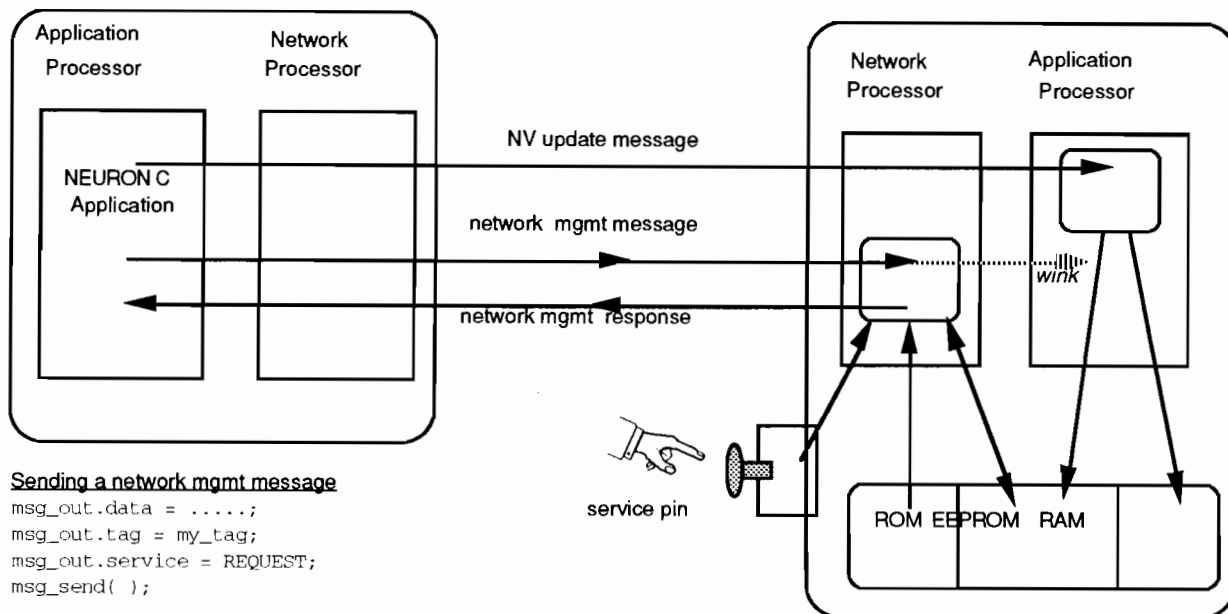 Application
Processor
Network
Processor
NEURON C
Application
NV update message
network mgmt message
network mgmt response
Network
Processor
Application
Processor
wink
service pin
ROM EEPROM RAM
Sending a network mgmt message
msg_out.data = .....;
msg_out.tag = my_tag;
msg_out.service = REQUEST;
msg_send( );